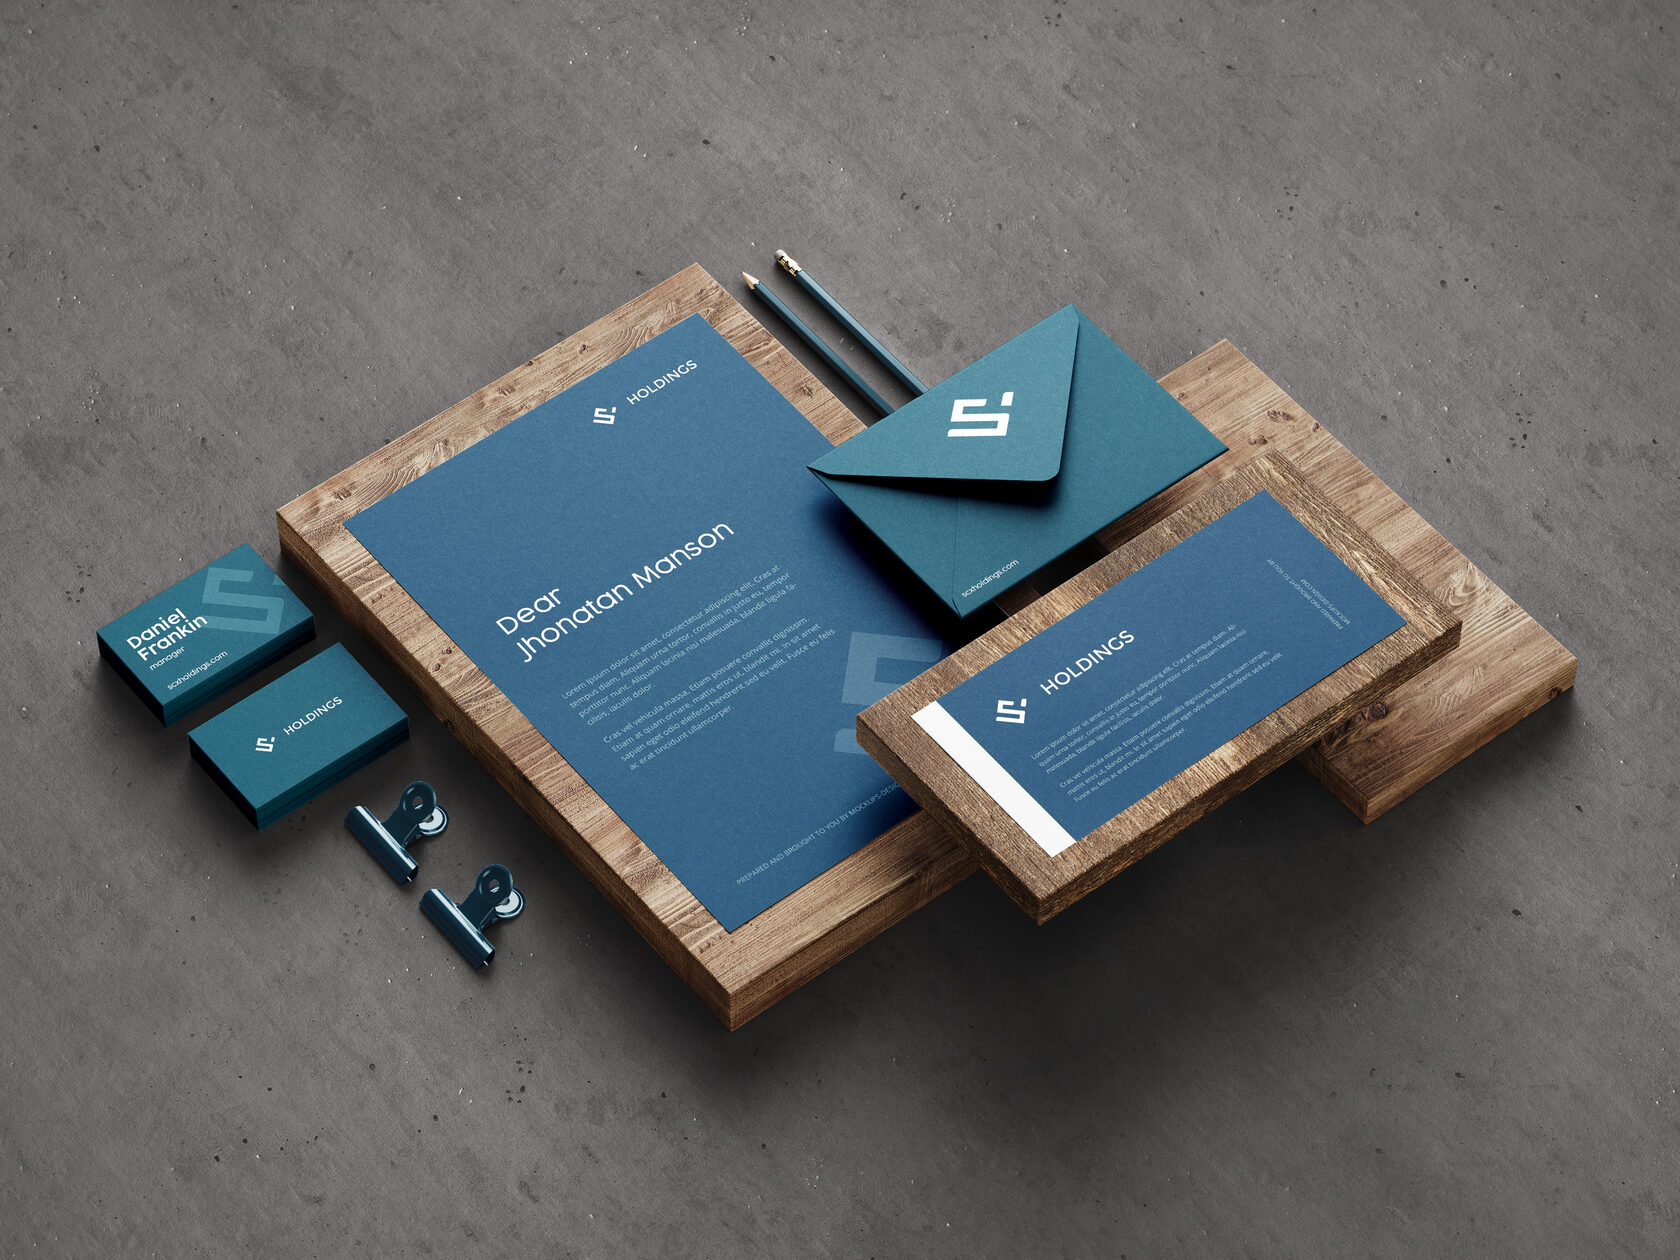 HOLDINGS
Dear
Jhonatan Manson
Lorem ipsum dolor sit amet, consectetur adipiscing elit. Cras at
tempus diam. Aliquam urna tortor, convallis in justo eu, tempor
porttitor nunc. Aliquam lacinia nisi malesuada, blandit ligula fa-
cilisis, iaculis dolor.
Cras vel vehicula massa. Etiam posuere convallis dignissim.
Etiam at quam ornare, mattis eros ut, blandit mi. In sit amet
sapien eget odio eleifend hendrerit sed eu velit. Fusce eu felis
ac erat tincidunt ullamcorper.
PREPARED AND BROUGHT TO YOU BY MOCKUPS-DESIGN
scxholdings.com
HOLDINGS
Lorem ipsum dolor sit amet, consectetur adipiscing elit. Cras at tempus diam. Ali-
quam urna tortor, convallis in justo eu, tempor porttitor nunc. Aliquam lacinia nisi
malesuada, blandit ligula facilisis, iaculis dolor.
Cras vel vehicula massa. Etiam posuere convallis dignissim. Etiam at quam ornare,
mattis eros ut, blandit mi. In sit amet sapien eget odio eleifend hendrerit sed eu velit.
Fusce eu felis ac erat tincidunt ullamcorper.
PREPARED AND BROUGHT TO YOU BY
MOCKUPS-DESIGN.COM
Daniel
Frankin
manager
scxholdings.com
HOLDINGS